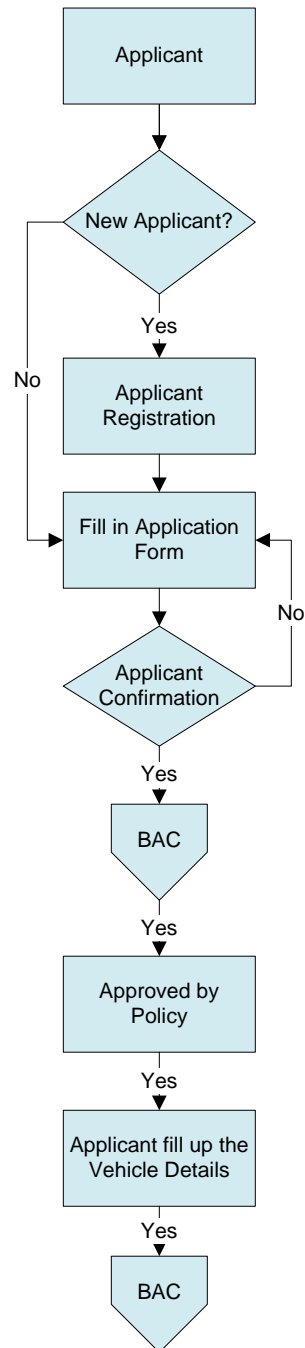 Applicant
New Applicant?
Yes
No
Applicant
Registration
Fill in Application
Form
No
Applicant
Confirmation
Yes
BAC
Yes
Approved by
Policy
Yes
Applicant fill up the
Vehicle Details
Yes
BAC